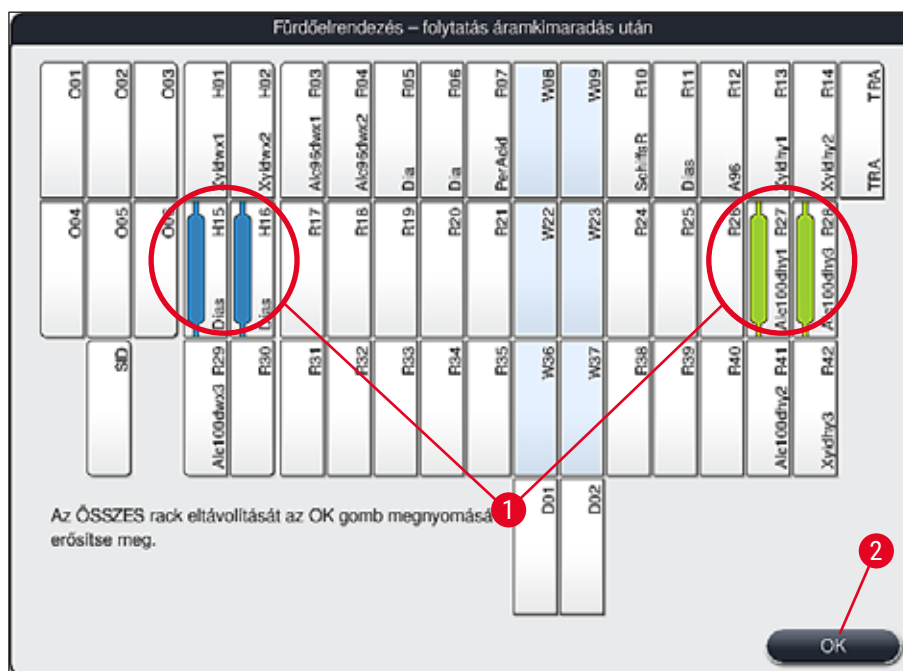 Fürdőelrendezés – folytatás áramkimaradás után
O01
O02
O03
Xyldwx1 H01
Xyldwx2 H02
Alc96dwx1 R03
Alc96dwx2 R04
Dia R05
Dia R06
PerAcid R07
W08
W09
SchiffsR R10
Dias R11
A96 R12
Xyldhy1 R13
Xyldhy2 R14
TRA TRA
O04
O05
O06
Dias H15
Dias H16
R17
R18
R19
R20
R21
W22
W23
R24
R25
R26
Alc100dhy1 R27
Alc100dhy3 R28
SID
Alc100dwx3 R29
R30
R31
R32
R33
R34
R35
W36
W37
R38
R39
R40
Alc100dhy2 R41
Xyldhy3 R42
D01
D02
Az ÖSSZES rack eltávolítását az OK gomb megnyomásá
erősítse meg.
1
2
OK